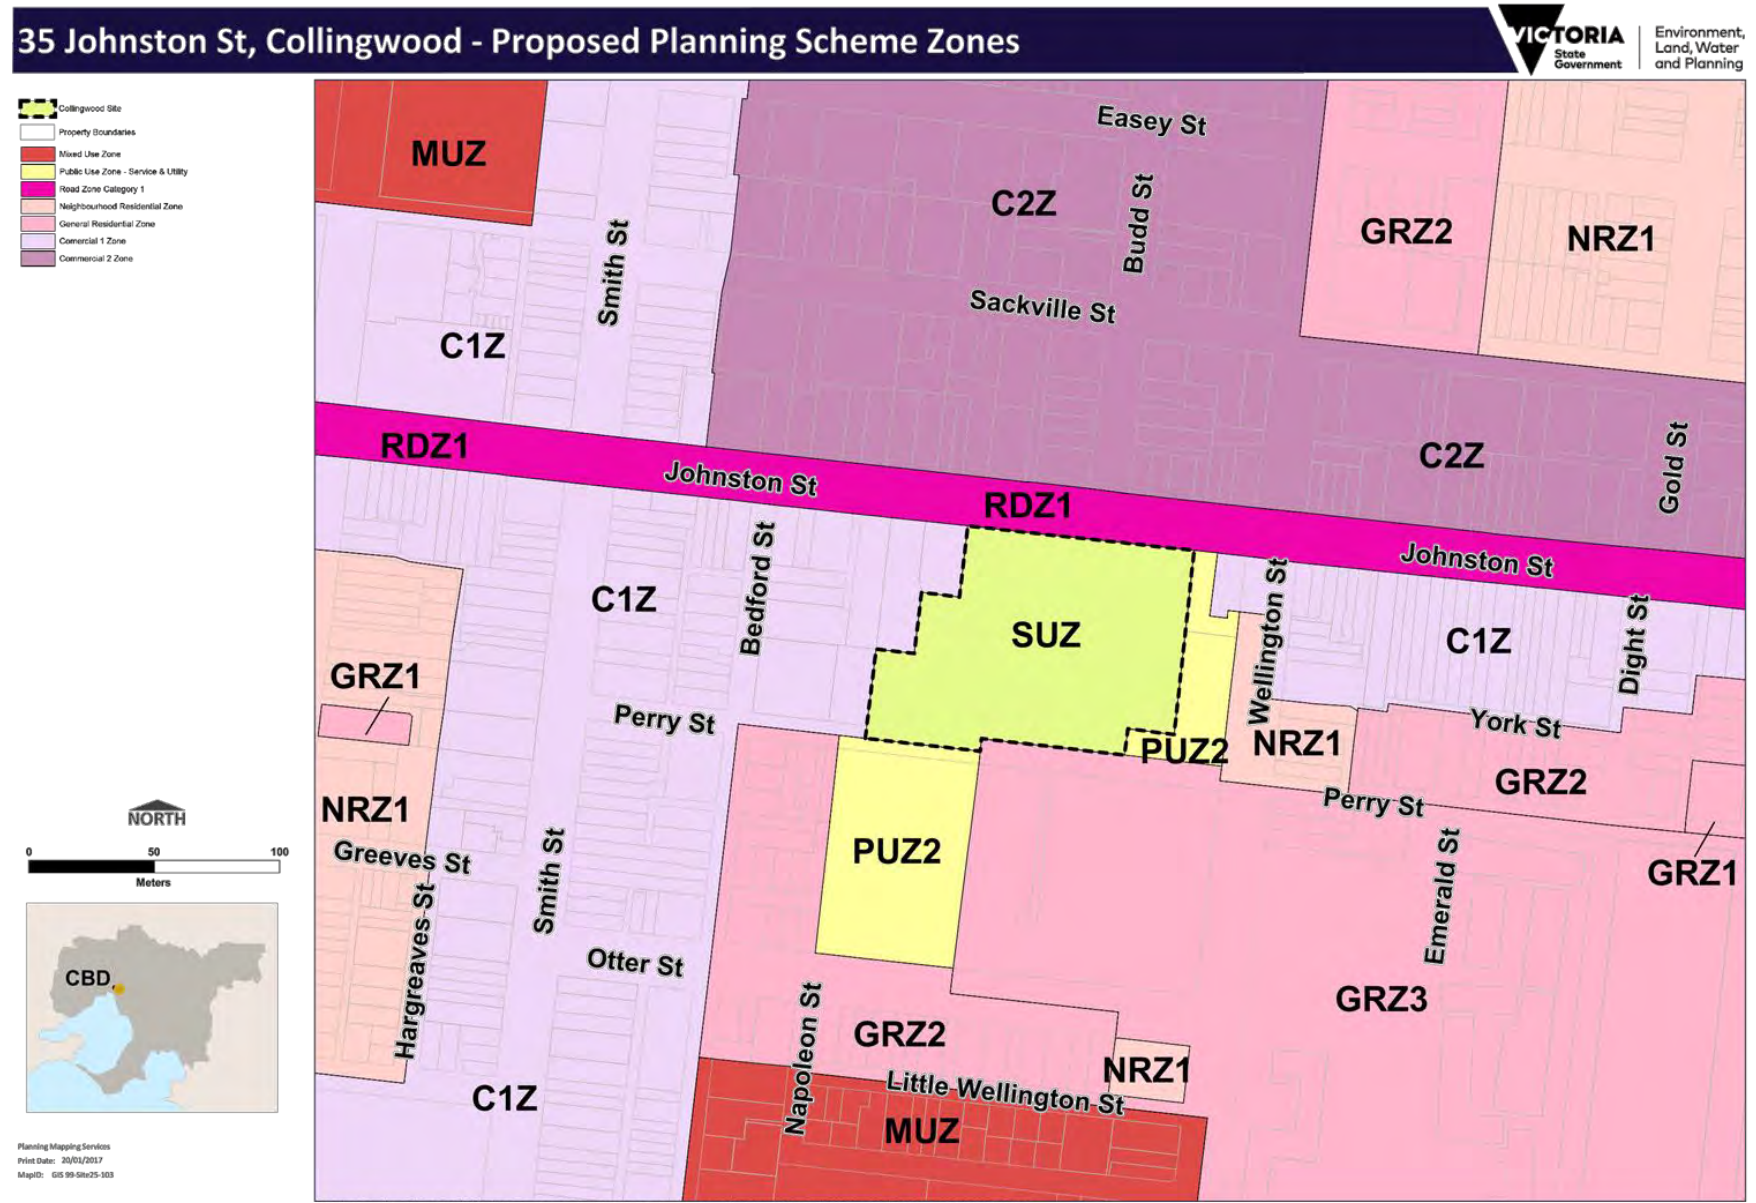 35 Johnston St, Collingwood - Proposed Planning Scheme Zones
VICTORIA
State
Government
Environment,
Land, Water
and Planning
Collingwood Site
Property Boundaries
Mixed Use Zone
Public Use Zone - Service & Utility
Road Zone Category 1
Neighbourhood Residential Zone
General Residential Zone
Comercial 1 Zone
Commercial 2 Zone
MUZ
Easey St
C2Z
Budd St
GRZ2
NRZ1
Smith St
Sackville St
C1Z
RDZ1
Johnston St
RDZ1
C2Z
Gold St
Johnston St
Bedford St
C1Z
SUZ
Wellington St
C1Z
Dight St
GRZ1
Perry St
PUZ2
NRZ1
York St
GRZ2
NRZ1
Perry St
GRZ1
Greeves St
Hargreaves St
Smith St
PUZ2
Emerald St
Otter St
GRZ3
Napoleon St
GRZ2
NRZ1
C1Z
Little Wellington St
MUZ
NORTH
0 50 100
Meters
CBD
Planning Mapping Services
Print Date: 20/01/2017
MapID: GIS 99-Site25-103